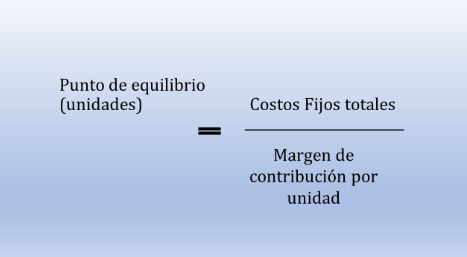 Punto de equilibrio
(unidades)
=
Costos Fijos totales
Margen de
contribución por
unidad